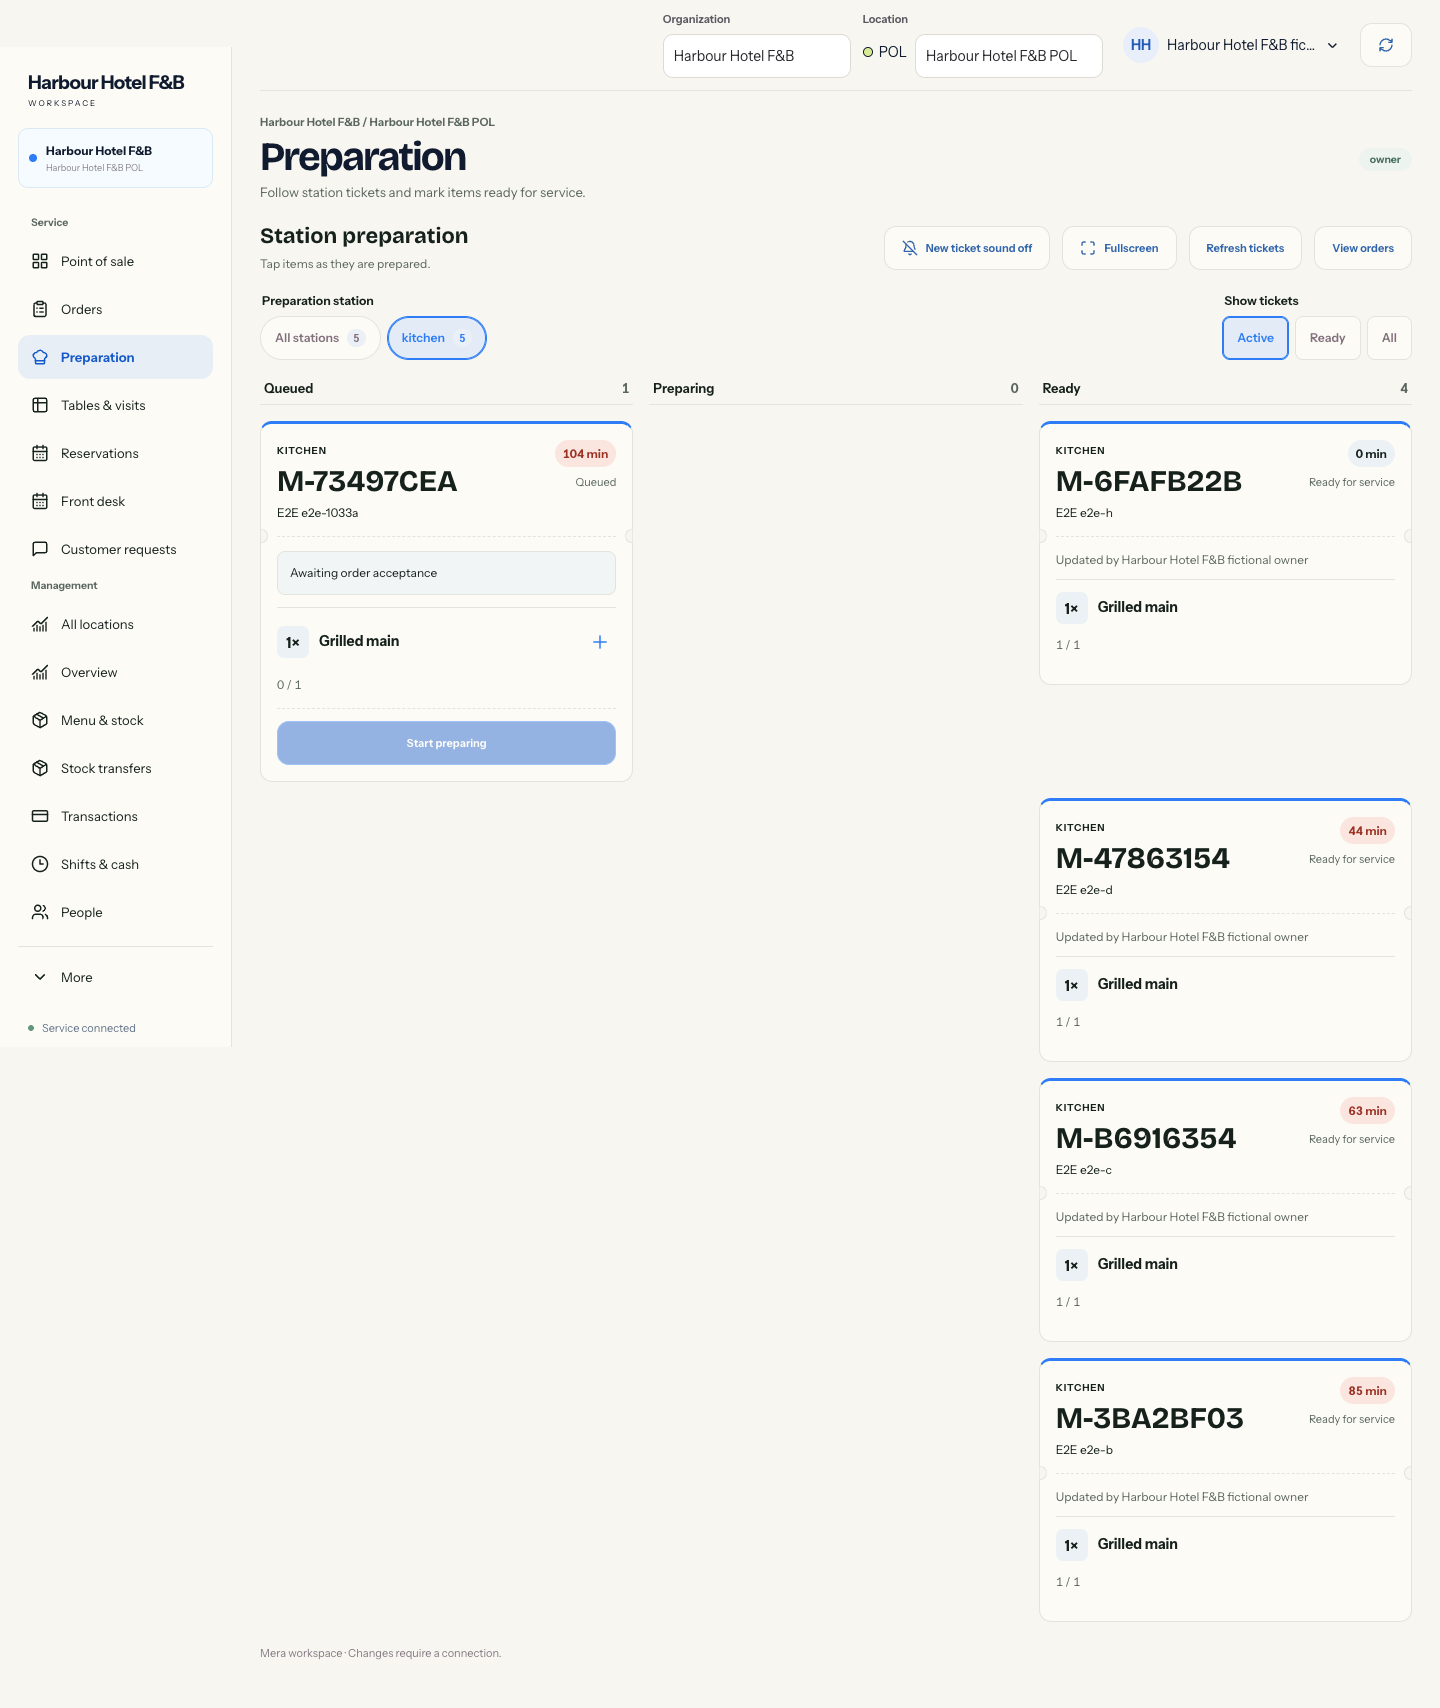 Organization
Location
Harbour Hotel F&B
POL
Harbour Hotel F&B POL
HH
Harbour Hotel F&B fic...
Harbour Hotel F&B
WORKSPACE
Harbour Hotel F&B
Harbour Hotel F&B POL
Service
Point of sale
Orders
Preparation
Tables & visits
Reservations
Front desk
Customer requests
Management
All locations
Overview
Menu & stock
Stock transfers
Transactions
Shifts & cash
People
More
Service connected
Harbour Hotel F&B / Harbour Hotel F&B POL
Preparation
owner
Follow station tickets and mark items ready for service.
Station preparation
Tap items as they are prepared.
New ticket sound off
Fullscreen
Refresh tickets
View orders
Preparation station
All stations 5
kitchen 5
Show tickets
Active
Ready
All
Queued 1
KITCHEN
104 min
M-73497CEA
Queued
E2E e2e-1033a
Awaiting order acceptance
1× Grilled main
0 / 1
Start preparing
Preparing 0
Ready 4
KITCHEN
0 min
M-6FAFB22B
Ready for service
E2E e2e-h
Updated by Harbour Hotel F&B fictional owner
1× Grilled main
1 / 1
KITCHEN
44 min
M-47863154
Ready for service
E2E e2e-d
Updated by Harbour Hotel F&B fictional owner
1× Grilled main
1 / 1
KITCHEN
63 min
M-B6916354
Ready for service
E2E e2e-c
Updated by Harbour Hotel F&B fictional owner
1× Grilled main
1 / 1
KITCHEN
85 min
M-3BA2BF03
Ready for service
E2E e2e-b
Updated by Harbour Hotel F&B fictional owner
1× Grilled main
1 / 1
Mera workspace · Changes require a connection.